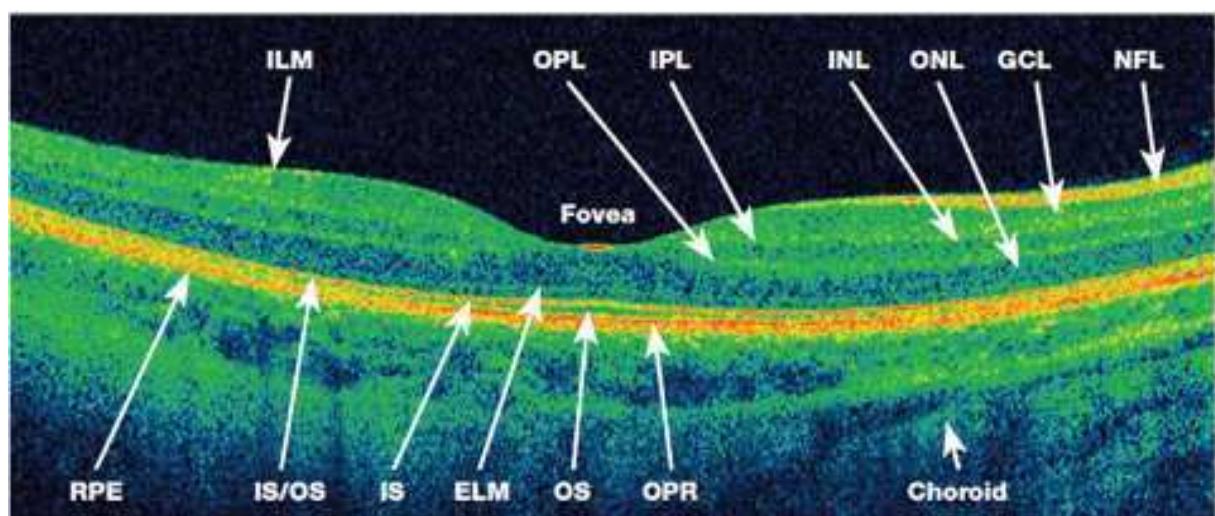 ILM OPL IPL INL ONL GCL NFL
Fovea
RPE IS/OS IS ELM OS OPR Choroid